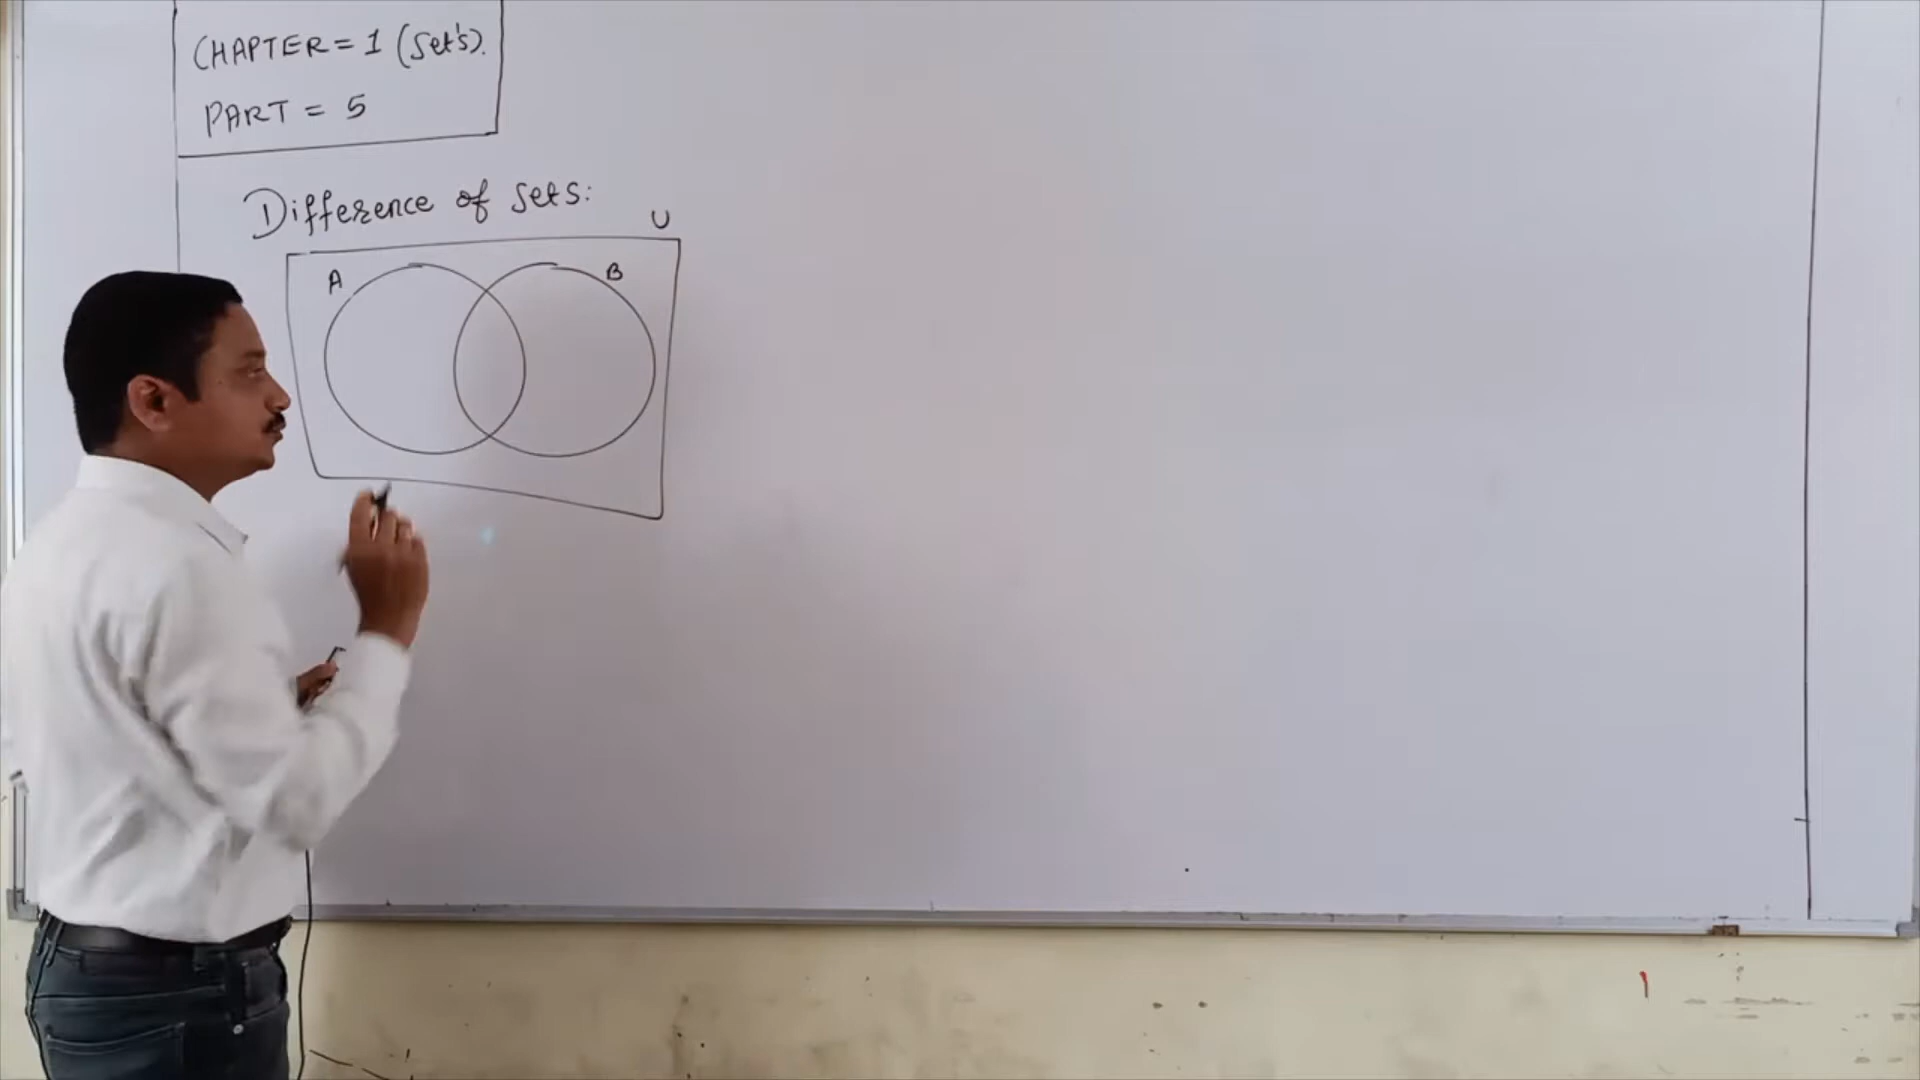 CHAPTER = 1 (Set's).
PART = 5
Difference of sets:
U
A
B